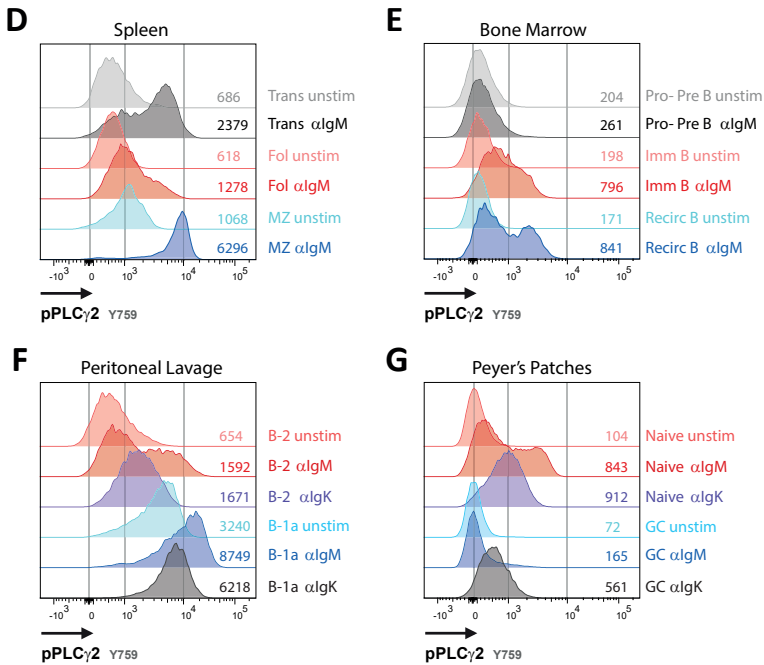 D
Spleen
686 Trans unstim
2379 Trans αIgM
618 Fol unstim
1278 Fol αIgM
1068 MZ unstim
6296 MZ αIgM
-10³ 0 10³ 10⁴ 10⁵
pPLCγ2 Y759
E
Bone Marrow
204 Pro- Pre B unstim
261 Pro- Pre B αIgM
198 Imm B unstim
796 Imm B αIgM
171 Recirc B unstim
841 Recirc B αIgM
-10³ 0 10³ 10⁴ 10⁵
pPLCγ2 Y759
F
Peritoneal Lavage
654 B-2 unstim
1592 B-2 αIgM
1671 B-2 αIgK
3240 B-1a unstim
8749 B-1a αIgM
6218 B-1a αIgK
-10³ 0 10³ 10⁴ 10⁵
pPLCγ2 Y759
G
Peyer's Patches
104 Naive unstim
843 Naive αIgM
912 Naive αIgK
72 GC unstim
165 GC αIgM
561 GC αIgK
-10³ 0 10³ 10⁴ 10⁵
pPLCγ2 Y759